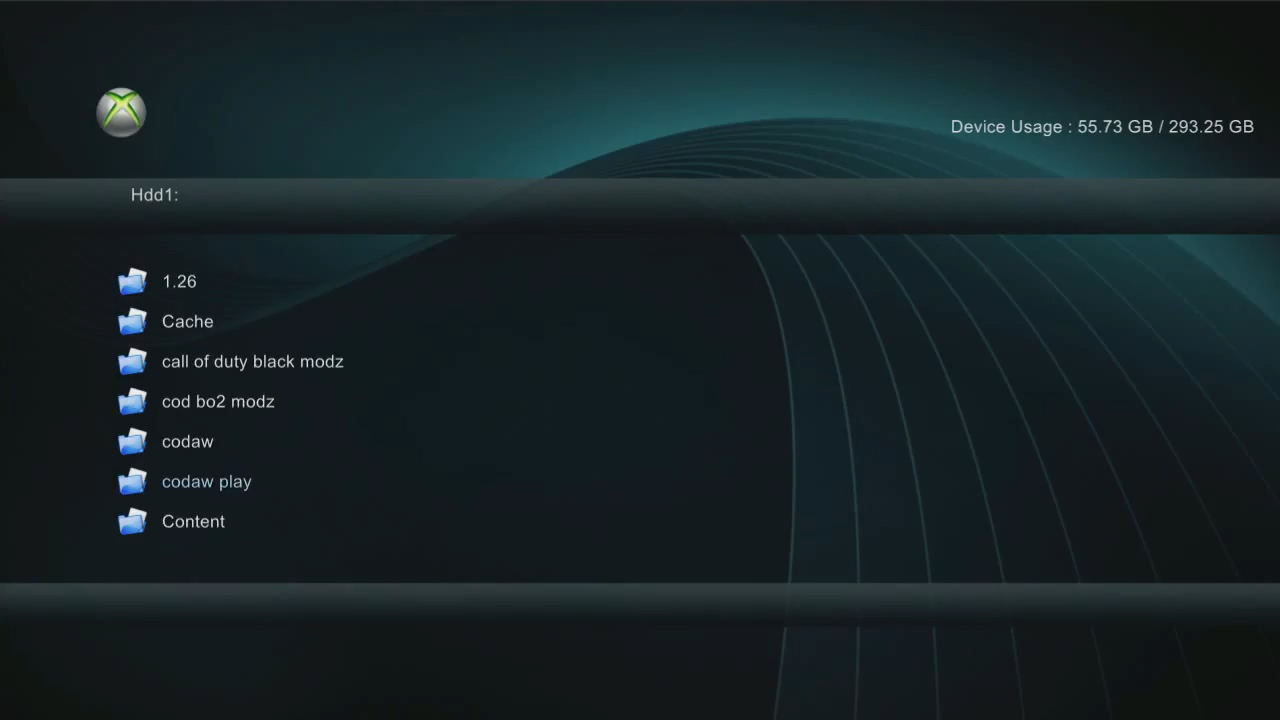 Device Usage : 55.73 GB / 293.25 GB
Hdd1:
1.26
Cache
call of duty black modz
cod bo2 modz
codaw
codaw play
Content